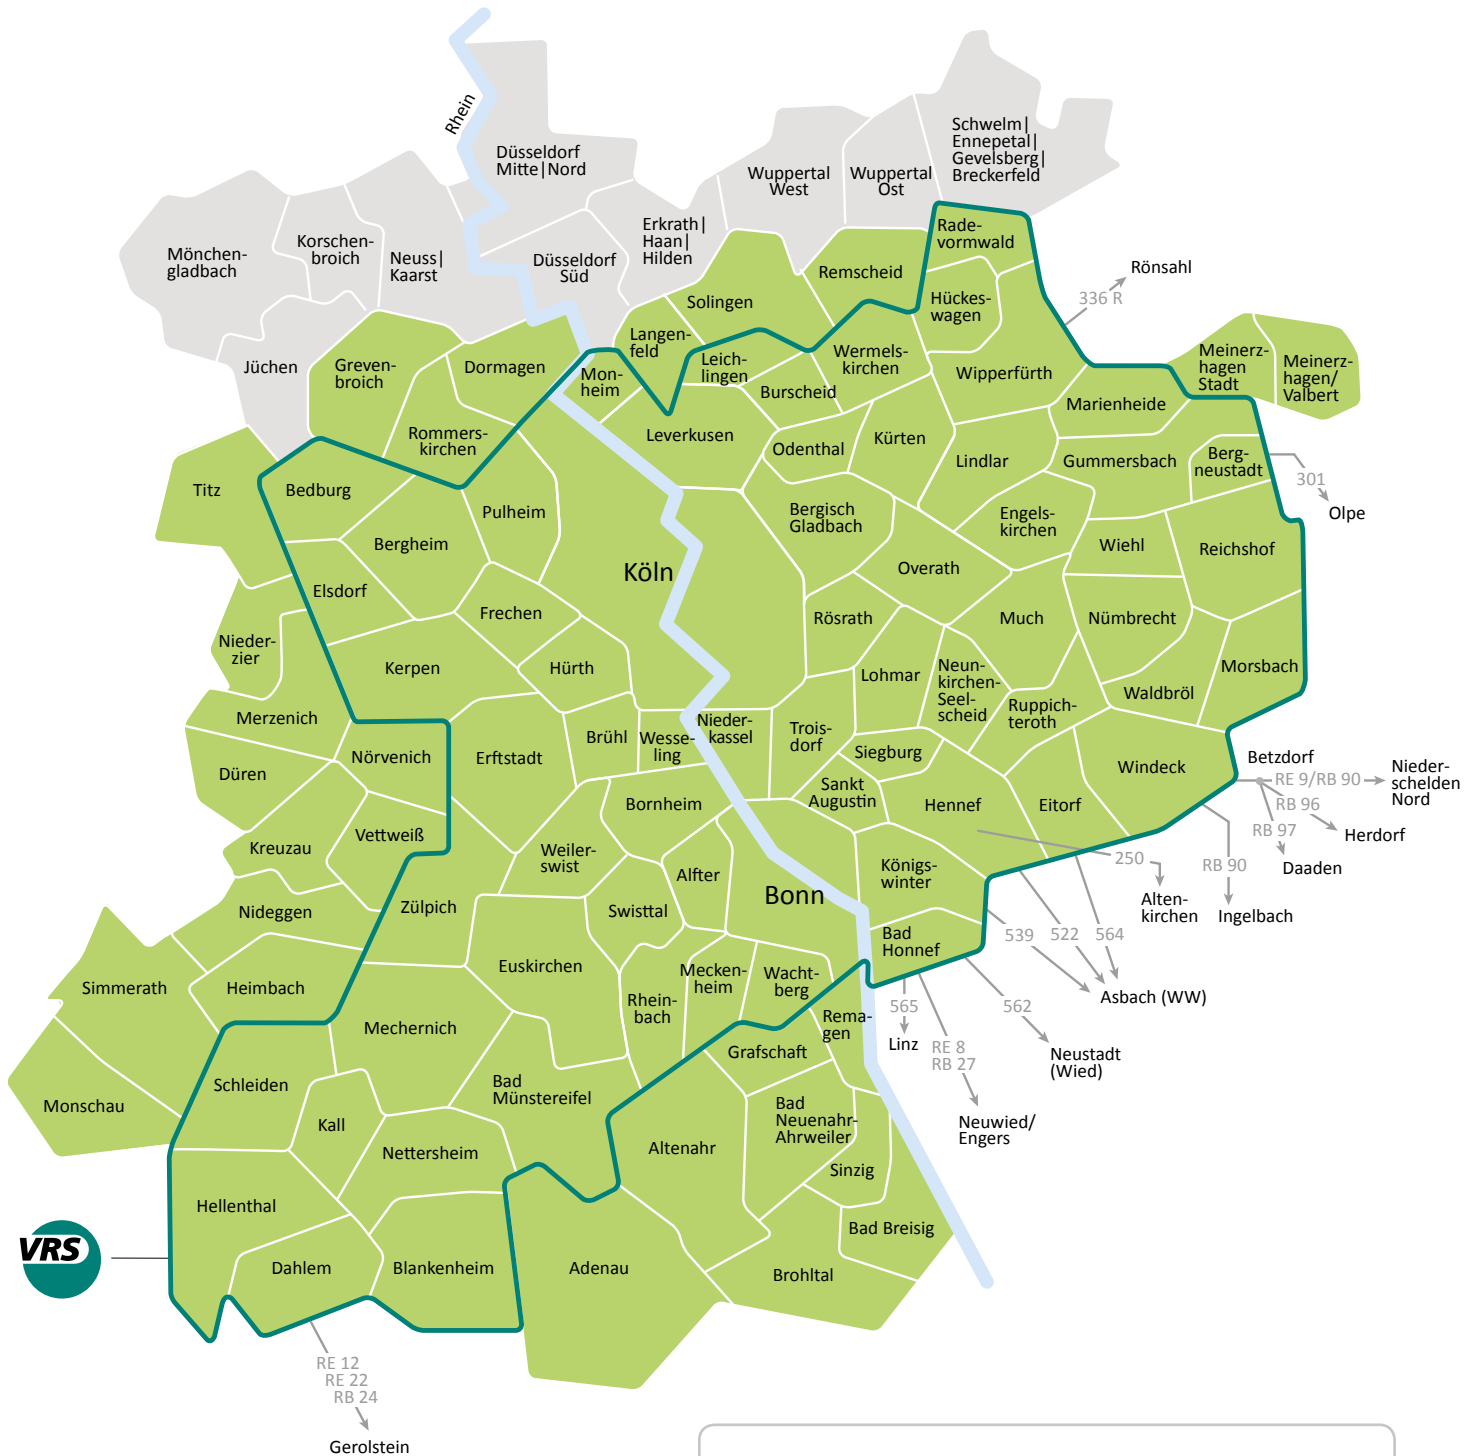 Rhein
Düsseldorf
Mitte|Nord
Schwelm|
Ennepetal|
Gevelsberg|
Breckerfeld
Wuppertal
West
Wuppertal
Ost
Mönchen-
gladbach
Korschen-
broich
Neuss|
Kaarst
Düsseldorf
Süd
Erkrath|
Haan|
Hilden
Rade-
vormwald
Remscheid
Solingen
Hückes-
wagen
Rönsahl
336 R
Jüchen
Greven-
broich
Dormagen
Langen-
feld
Mon-
heim
Leich-
lingen
Wermels-
kirchen
Burscheid
Wipperfürth
Meinerz-
hagen
Stadt
Meinerz-
hagen/
Valbert
Marienheide
Rommers-
kirchen
Leverkusen
Odenthal
Kürten
Lindlar
Gummersbach
Berg-
neustadt
301
Olpe
Titz
Bedburg
Pulheim
Bergheim
Bergisch
Gladbach
Engels-
kirchen
Wiehl
Reichshof
Köln
Overath
Elsdorf
Frechen
Rösrath
Much
Nümbrecht
Nieder-
zier
Kerpen
Hürth
Lohmar
Neun-
kirchen-
Seel-
scheid
Ruppich-
teroth
Waldbröl
Morsbach
Merzenich
Nörvenich
Erftstadt
Brühl
Wesse-
ling
Nieder-
kassel
Trois-
dorf
Siegburg
Windeck
Betzdorf
RE 9/RB 90
Nieder-
schelden
Nord
RB 96
Herdorf
RB 97
Daaden
Düren
Bornheim
Sankt
Augustin
Hennef
Eitorf
Kreuzau
Vettweiß
Weiler-
swist
Alfter
Königs-
winter
250
Alten-
kirchen
RB 90
Ingelbach
Nideggen
Zülpich
Swisttal
Bonn
Bad
Honnef
539
522
564
Asbach (WW)
Simmerath
Heimbach
Euskirchen
Mecken-
heim
Wacht-
berg
Rhein-
bach
Rema-
gen
565
Linz
562
Neustadt
(Wied)
RE 8
RB 27
Neuwied/
Engers
Mechernich
Grafschaft
Monschau
Schleiden
Bad
Münstereifel
Kall
Nettersheim
Altenahr
Bad
Neuenahr-
Ahrweiler
Sinzig
Hellenthal
Bad Breisig
VRS
Dahlem
Blankenheim
Adenau
Brohltal
RE 12
RE 22
RB 24
Gerolstein